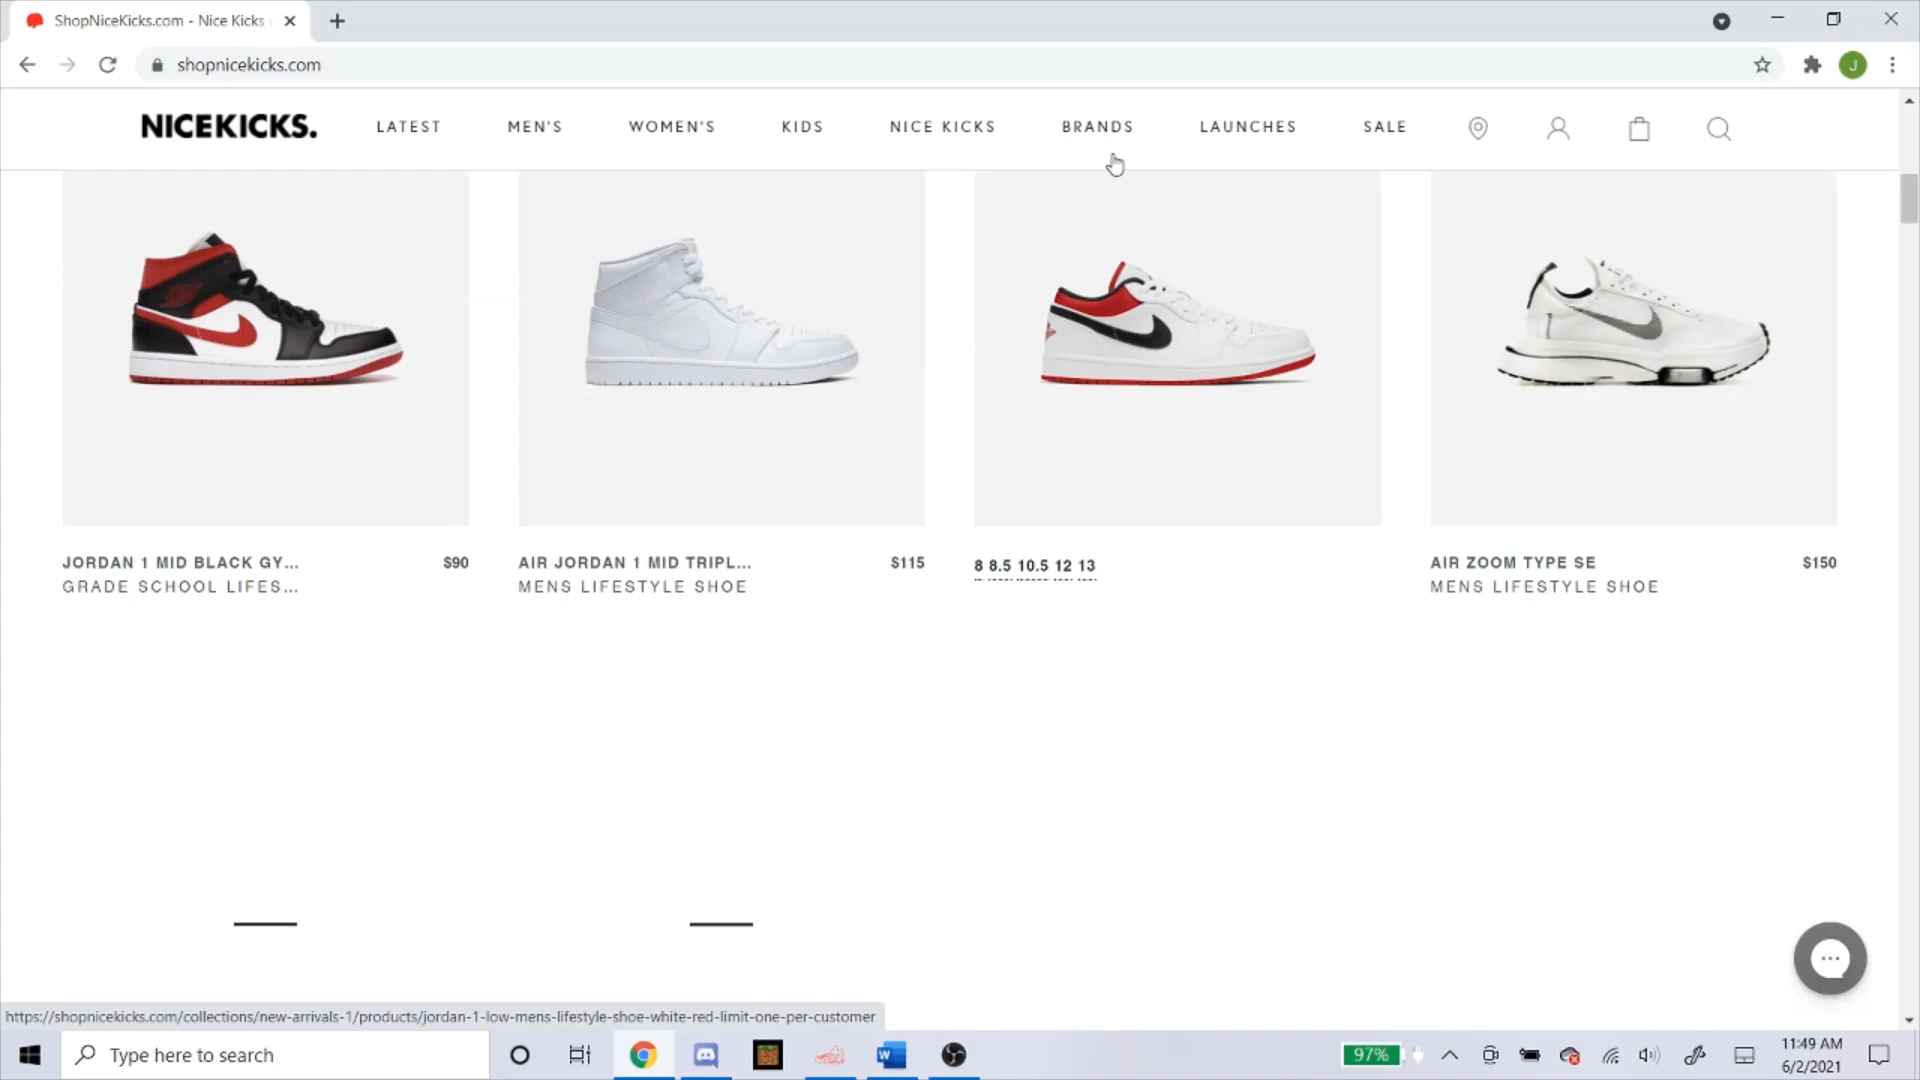 ShopNiceKicks.com - Nice Kicks
shopnicekicks.com
J
NICEKICKS.
LATEST
MEN'S
WOMEN'S
KIDS
NICE KICKS
BRANDS
LAUNCHES
SALE
JORDAN 1 MID BLACK GY...
$90
GRADE SCHOOL LIFES...
AIR JORDAN 1 MID TRIPL...
$115
MENS LIFESTYLE SHOE
8 8.5 10.5 12 13
AIR ZOOM TYPE SE
$150
MENS LIFESTYLE SHOE
https://shopnicekicks.com/collections/new-arrivals-1/products/jordan-1-low-mens-lifestyle-shoe-white-red-limit-one-per-customer
Type here to search
W
97%
11:49 AM
6/2/2021